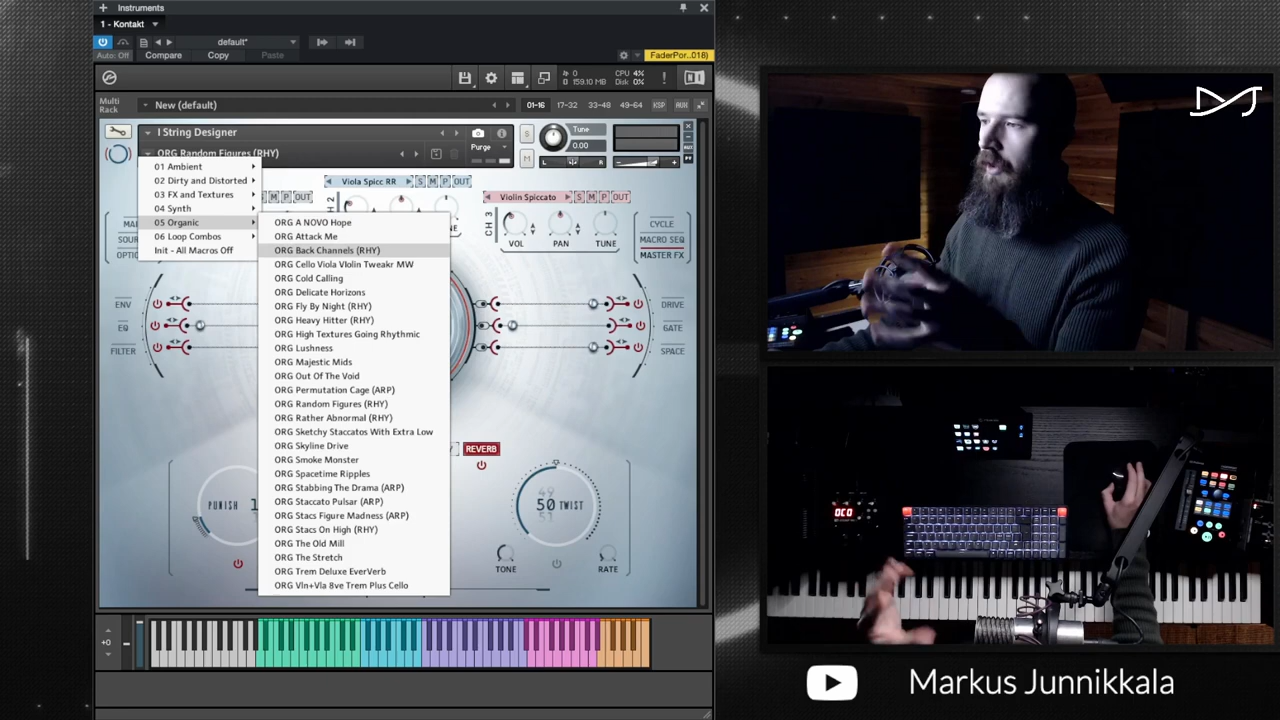 Instruments
1 - Kontakt
default*
Auto: Off
Compare
Copy
Paste
FaderPor...018)
0
159.10 MB
CPU 4%
Disk 0%
Multi Rack
New (default)
01-16
17-32
33-48
49-64
KSP
AUX
I String Designer
Purge
Tune
0.00
S
M
L
R
ORG Random Figures (RHY)
01 Ambient
02 Dirty and Distorted
03 FX and Textures
04 Synth
05 Organic
06 Loop Combos
Init - All Macros Off
ORG A NOVO Hope
ORG Attack Me
ORG Back Channels (RHY)
ORG Cello Viola VIolin Tweakr MW
ORG Cold Calling
ORG Delicate Horizons
ORG Fly By Night (RHY)
ORG Heavy Hitter (RHY)
ORG High Textures Going Rhythmic
ORG Lushness
ORG Majestic Mids
ORG Out Of The Void
ORG Permutation Cage (ARP)
ORG Random Figures (RHY)
ORG Rather Abnormal (RHY)
ORG Sketchy Staccatos With Extra Low
ORG Skyline Drive
ORG Smoke Monster
ORG Spacetime Ripples
ORG Stabbing The Drama (ARP)
ORG Staccato Pulsar (ARP)
ORG Stacs Figure Madness (ARP)
ORG Stacs On High (RHY)
ORG The Old Mill
ORG The Stretch
ORG Trem Deluxe EverVerb
ORG Vln+Vla 8ve Trem Plus Cello
M P OUT
Viola Spicc RR
S M P OUT
Violin Spiccato
S M P OUT
CH 2
CH 3
VOL
PAN
TUNE
CYCLE
MACRO SEQ
MASTER FX
ENV
EQ
FILTER
DRIVE
GATE
SPACE
REVERB
PUNISH
49
50 TWIST
51
TONE
RATE
+0
Markus Junnikkala